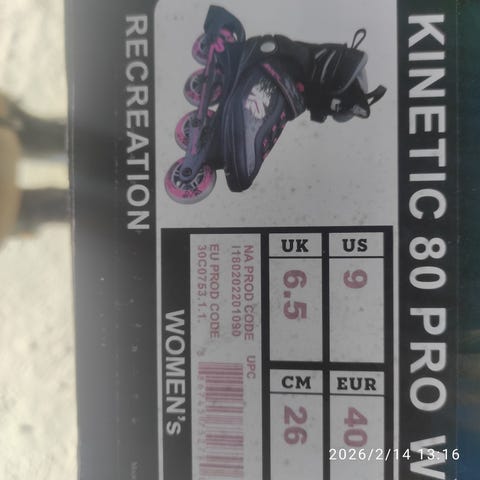 KINETIC 80 PRO W
RECREATION
US
9
UK
6.5
EUR
40
CM
26
NA PROD CODE
I180202201090
EU PROD CODE
30C0753.1.1.
UPC
WOMEN's
2026/2/14 13:16